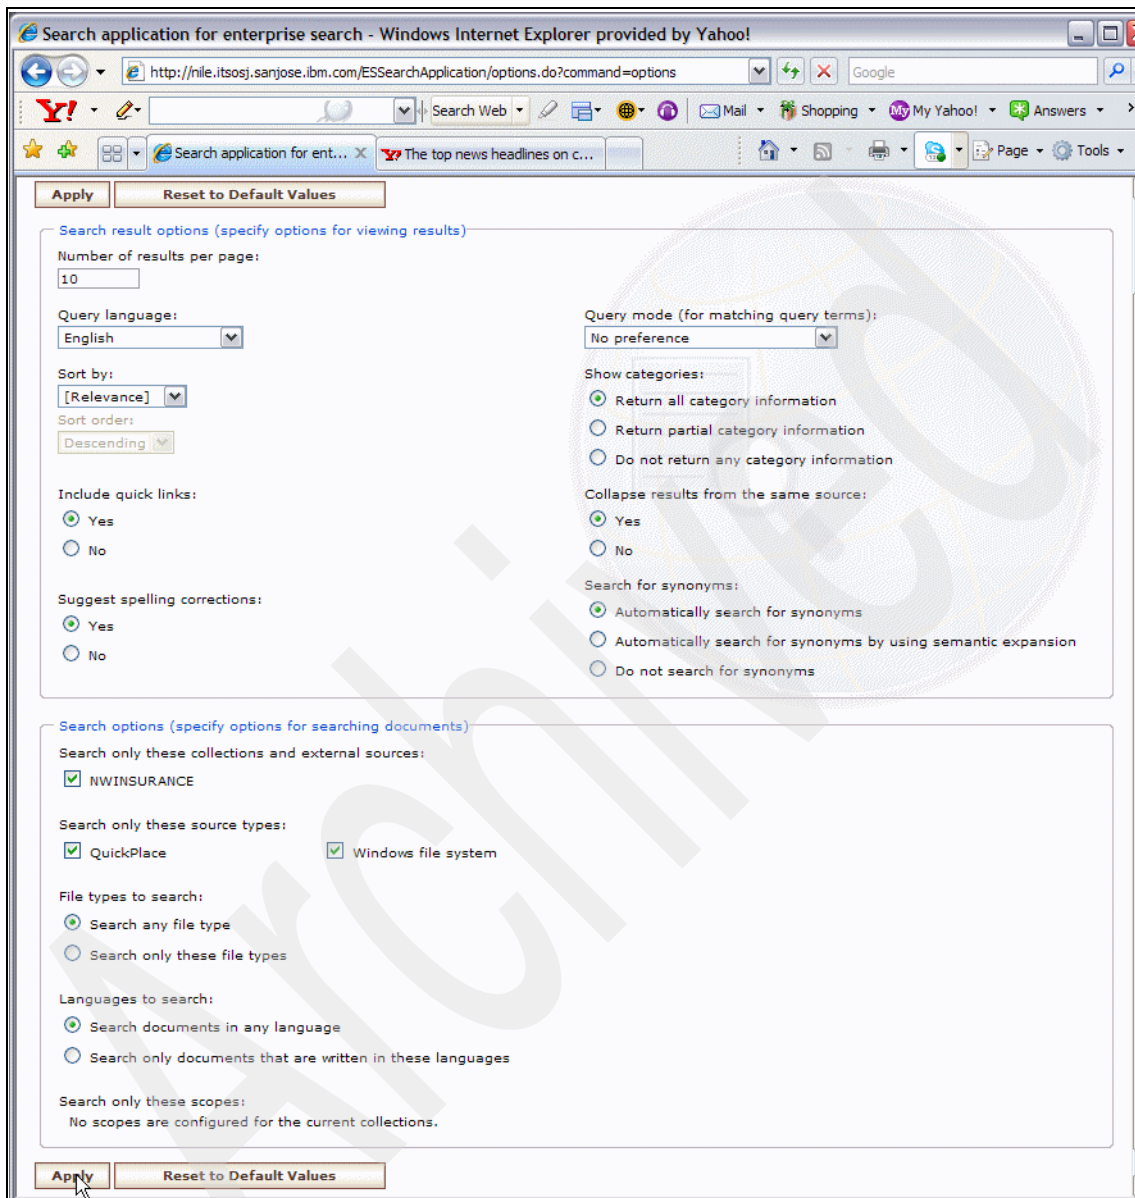 Search application for enterprise search - Windows Internet Explorer provided by Yahoo!
http://nile.itsosj.sanjose.ibm.com/ESSearchApplication/options.do?command=options
Google
Y! Search Web Mail Shopping My Yahoo! Answers
Search application for ent... The top news headlines on c... Page Tools
Apply Reset to Default Values
Search result options (specify options for viewing results)
Number of results per page:
10
Query language: Query mode (for matching query terms):
English No preference
Sort by: Show categories:
[Relevance] Return all category information
Sort order:
Return partial category information
Descending
Do not return any category information
Include quick links: Collapse results from the same source:
Yes Yes
No No
Search for synonyms:
Suggest spelling corrections:
Automatically search for synonyms
Yes
Automatically search for synonyms by using semantic expansion
No
Do not search for synonyms
Search options (specify options for searching documents)
Search only these collections and external sources:
NWINSURANCE
Search only these source types:
QuickPlace Windows file system
File types to search:
Search any file type
Search only these file types
Languages to search:
Search documents in any language
Search only documents that are written in these languages
Search only these scopes:
No scopes are configured for the current collections.
Apply Reset to Default Values
Archived